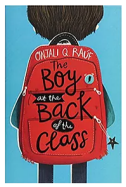 ONJALI Q. RAÚF
The
Boy
at the
Back
of the
Class